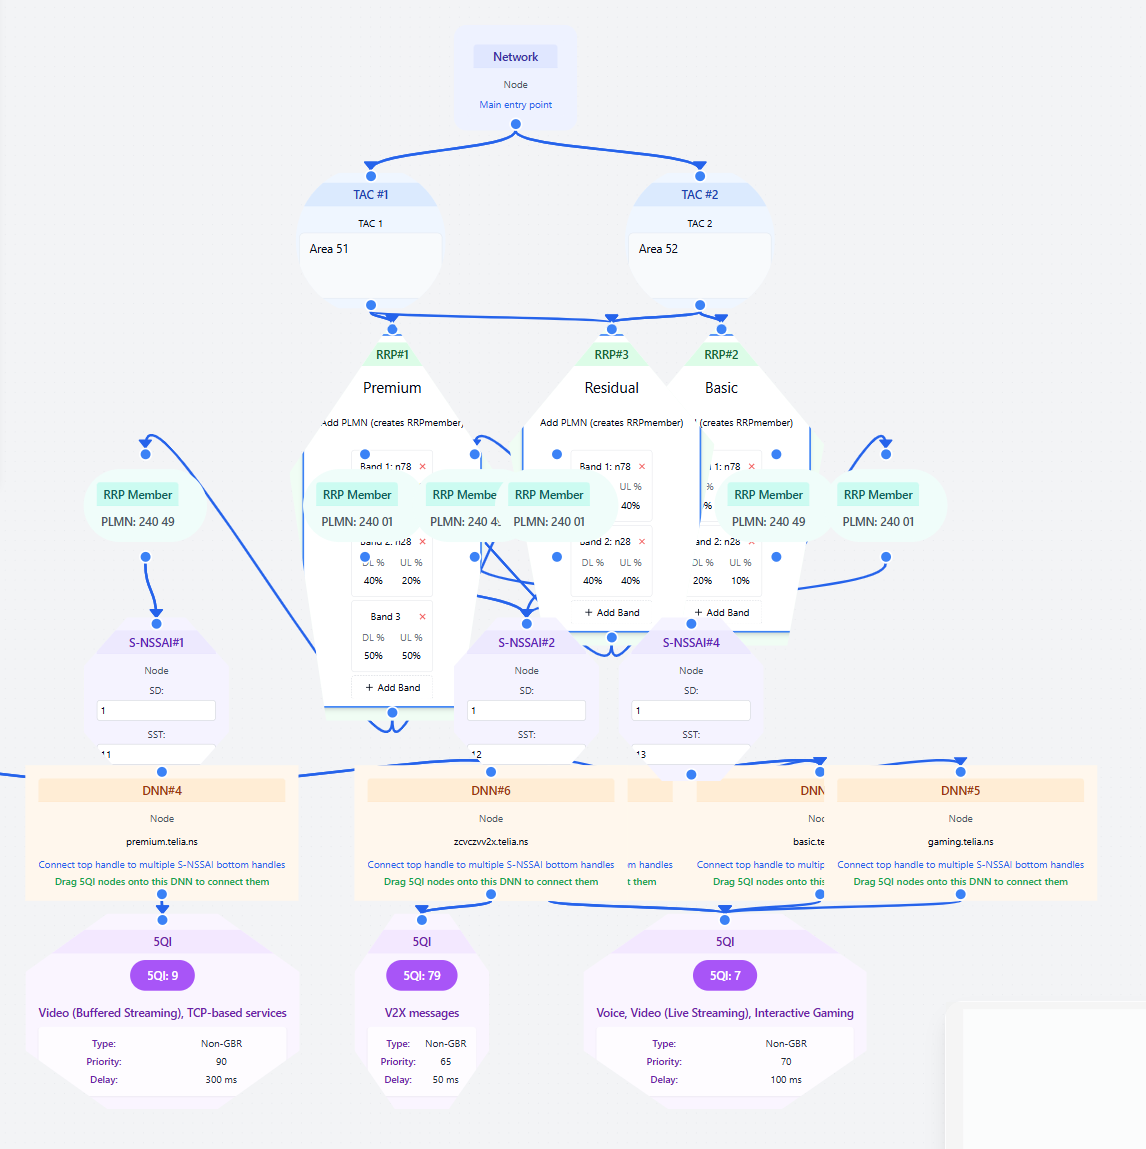 Network
Node
Main entry point
TAC #1
TAC 1
Area 51
TAC #2
TAC 2
Area 52
RRP#1
Premium
Add PLMN (creates RRPmember)
Band 1: n78 ×
RRP#3
Residual
Add PLMN (creates RRPmember)
Band 1: n78 ×
UL %
40%
RRP#2
Basic
(creates RRPmember)
1: n78 ×
% UL %
% 40%
RRP Member
PLMN: 240 49
RRP Member
PLMN: 240 01
RRP Membe
PLMN: 240 4
RRP Member
PLMN: 240 01
RRP Member
PLMN: 240 49
RRP Member
PLMN: 240 01
Band 2: n28 ×
DL % UL %
40% 20%
Band 3 ×
DL % UL %
50% 50%
+ Add Band
Band 2: n28 ×
DL % UL %
40% 40%
+ Add Band
Band 2: n28 ×
DL % UL %
20% 10%
+ Add Band
S-NSSAI#1
Node
SD:
1
SST:
11
S-NSSAI#2
Node
SD:
1
SST:
12
S-NSSAI#4
Node
SD:
1
SST:
13
DNN#4
Node
premium.telia.ns
Connect top handle to multiple S-NSSAI bottom handles
Drag 5QI nodes onto this DNN to connect them
DNN#6
Node
zcvczvv2x.telia.ns
Connect top handle to multiple S-NSSAI bottom handles
Drag 5QI nodes onto this DNN to connect them
m handles
t them
DNN
Noc
basic.te
Connect top handle to multip
Drag 5QI nodes onto this
DNN#5
Node
gaming.telia.ns
Connect top handle to multiple S-NSSAI bottom handles
Drag 5QI nodes onto this DNN to connect them
5QI
5QI: 9
Video (Buffered Streaming), TCP-based services
Type: Non-GBR
Priority: 90
Delay: 300 ms
5QI
5QI: 79
V2X messages
Type: Non-GBR
Priority: 65
Delay: 50 ms
5QI
5QI: 7
Voice, Video (Live Streaming), Interactive Gaming
Type: Non-GBR
Priority: 70
Delay: 100 ms